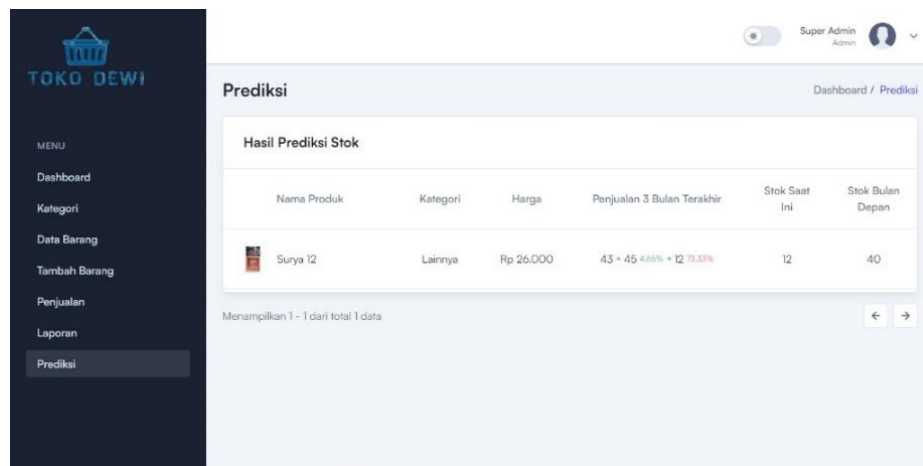 Super Admin
Admin
TOKO DEWI
Prediksi
Dashboard / Prediksi
MENU
Dashboard
Kategori
Data Barang
Tambah Barang
Penjualan
Laporan
Prediksi
Hasil Prediksi Stok
Nama Produk Kategori Harga Penjualan 3 Bulan Terakhir Stok Saat Ini Stok Bulan Depan
Surya 12 Lainnya Rp 26.000 43 + 45 4.65% + 12 73.33% 12 40
Menampilkan 1 - 1 dari total 1 data